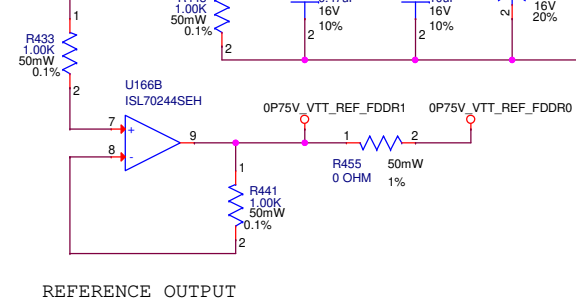 1
R433
1.00K
50mW
0.1%
2
1.00K
50mW
0.1%
2
16V
10%
2
16V
10%
2
16V
20%
2
U166B
ISL70244SEH
7
+
8
-
9
0P75V_VTT_REF_FDDR1
0P75V_VTT_REF_FDDR0
1
2
R455
0 OHM
50mW
1%
1
R441
1.00K
50mW
0.1%
2
REFERENCE OUTPUT